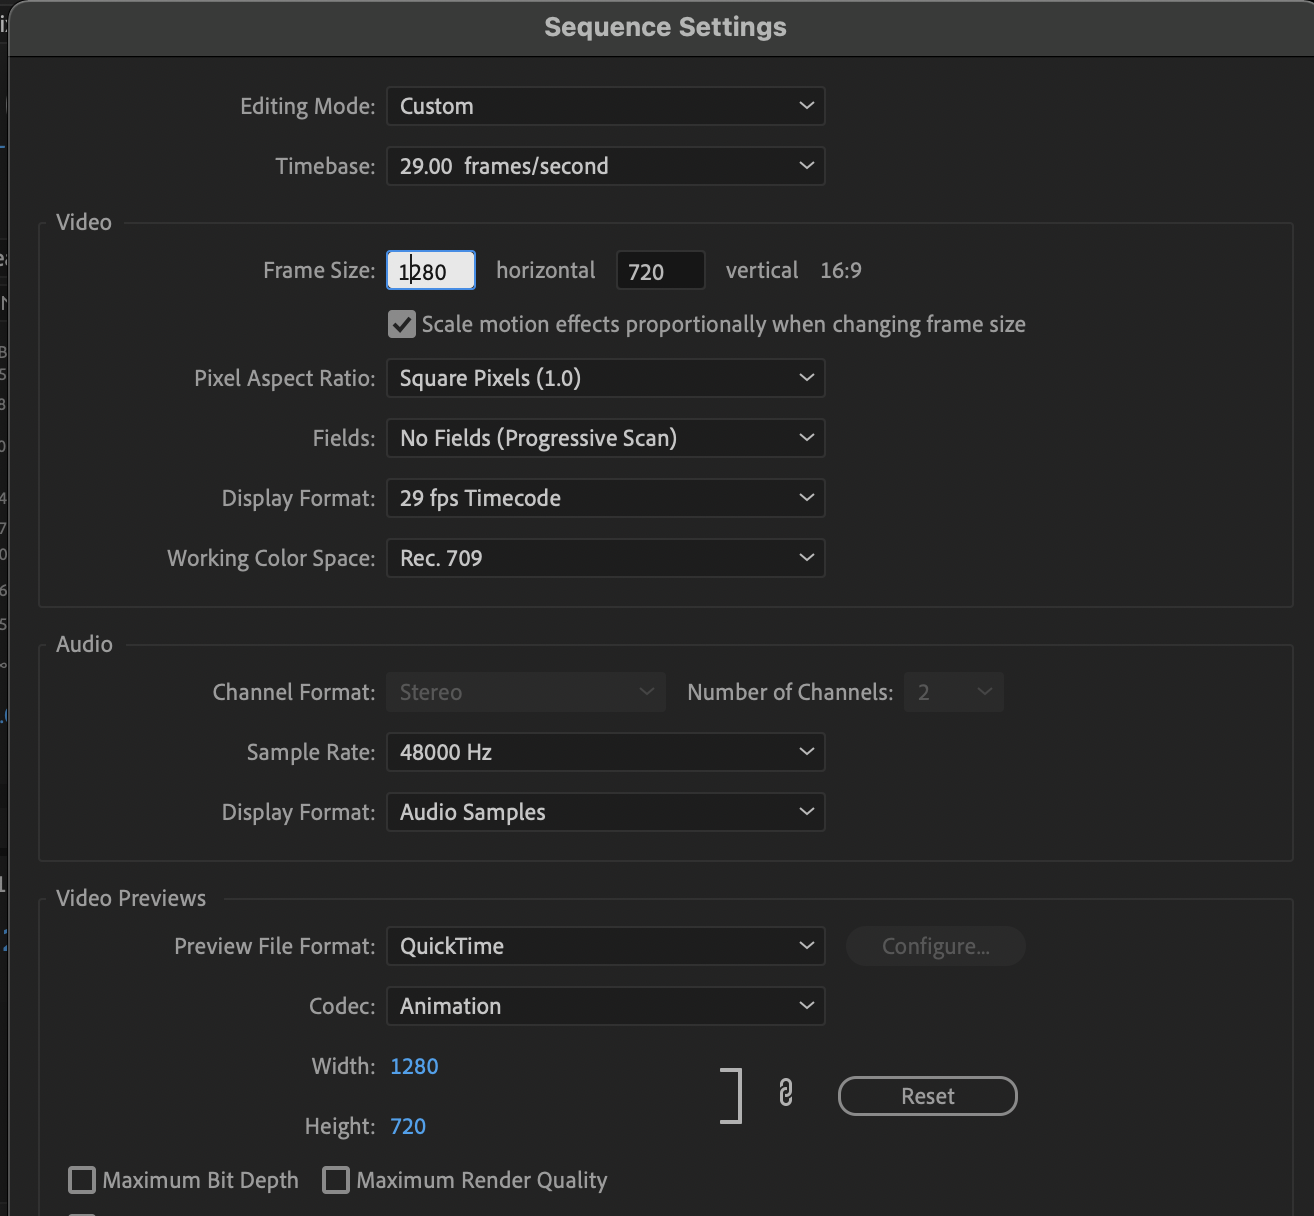 Sequence Settings
Editing Mode: Custom
Timebase: 29.00 frames/second
Video
Frame Size: 1280 horizontal 720 vertical 16:9
Scale motion effects proportionally when changing frame size
Pixel Aspect Ratio: Square Pixels (1.0)
Fields: No Fields (Progressive Scan)
Display Format: 29 fps Timecode
Working Color Space: Rec. 709
Audio
Channel Format: Stereo Number of Channels: 2
Sample Rate: 48000 Hz
Display Format: Audio Samples
Video Previews
Preview File Format: QuickTime Configure...
Codec: Animation
Width: 1280
Height: 720
Reset
Maximum Bit Depth Maximum Render Quality